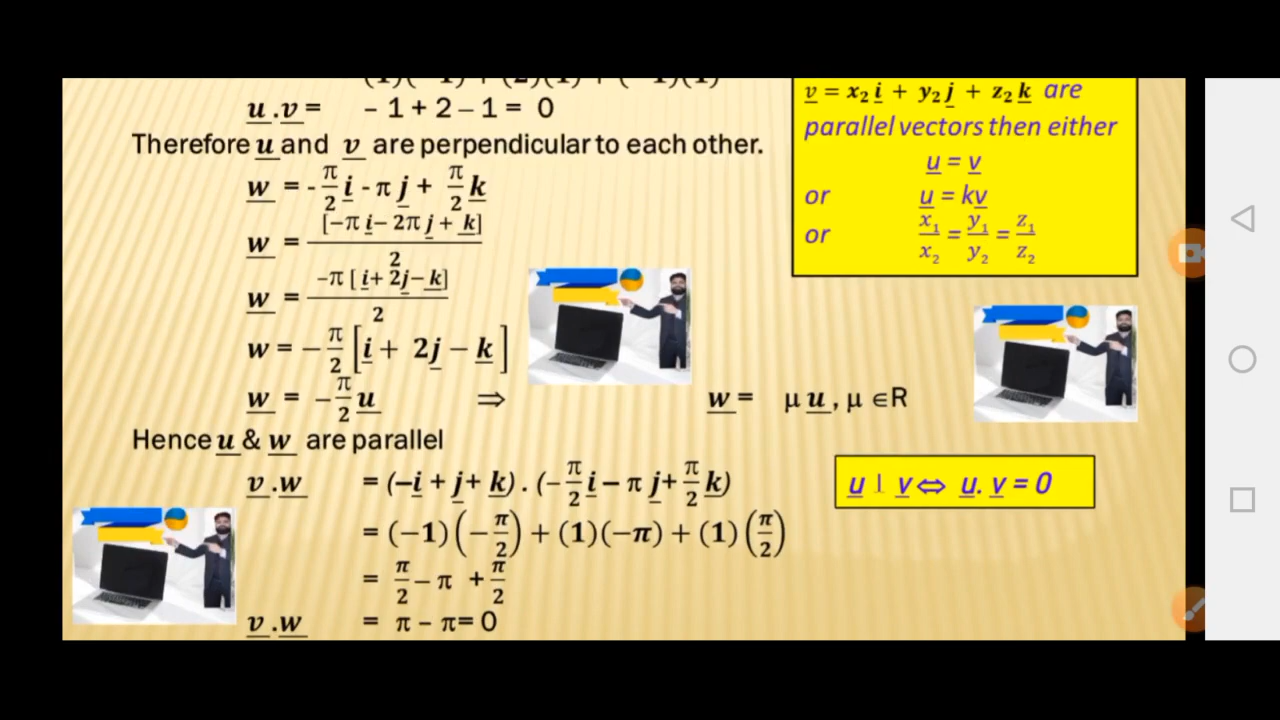 u . v = – 1 + 2 – 1 = 0
Therefore u and v are perpendicular to each other.
w = - π/2 i - π j + π/2 k
w = [–π i – 2π j + k] / 2
w = –π [ i + 2j – k] / 2
w = – π/2 [i + 2j – k]
w = – π/2 u ⇒ w = μ u , μ ∈R
Hence u & w are parallel
v . w = (–i + j + k) . (– π/2 i – π j + π/2 k)
= (–1)(– π/2) + (1)(–π) + (1)(π/2)
= π/2 – π + π/2
v . w = π – π = 0
v = x₂ i + y₂ j + z₂ k are
parallel vectors then either
u = v
or u = kv
or x₁/x₂ = y₁/y₂ = z₁/z₂
u ⊥ v ⇔ u. v = 0